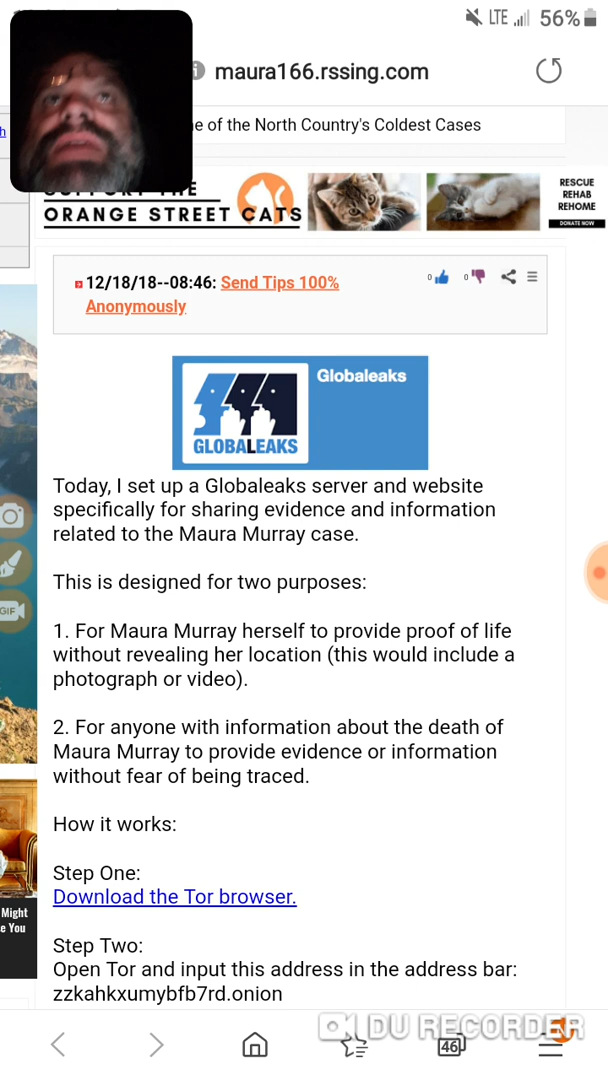 LTE 56%
maura166.rssing.com
h
e of the North Country's Coldest Cases
SUPPORT THE
ORANGE STREET CATS
RESCUE
REHAB
REHOME
DONATE NOW
12/18/18--08:46: Send Tips 100%
Anonymously
0 0
Globaleaks
GLOBALEAKS
Today, I set up a Globaleaks server and website
specifically for sharing evidence and information
related to the Maura Murray case.
This is designed for two purposes:
1. For Maura Murray herself to provide proof of life
without revealing her location (this would include a
photograph or video).
2. For anyone with information about the death of
Maura Murray to provide evidence or information
without fear of being traced.
How it works:
Step One:
Download the Tor browser.
Step Two:
Open Tor and input this address in the address bar:
zzkahkxumybfb7rd.onion
GIF
Might
e You
DU RECORDER
46
N